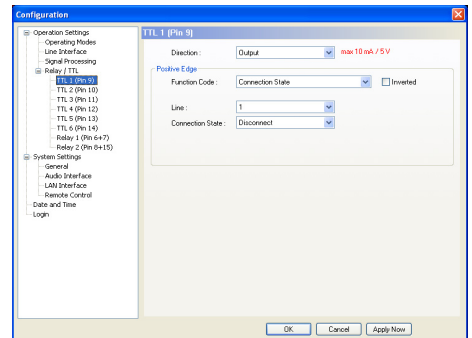 Configuration
Operation Settings
Operating Modes
Line Interface
Signal Processing
Relay / TTL
TTL 1 (Pin 9)
TTL 2 (Pin 10)
TTL 3 (Pin 11)
TTL 4 (Pin 12)
TTL 5 (Pin 13)
TTL 6 (Pin 14)
Relay 1 (Pin 6+7)
Relay 2 (Pin 8+15)
System Settings
General
Audio Interface
LAN Interface
Remote Control
Date and Time
Login
TTL 1 (Pin 9)
Direction : Output max 10 mA / 5 V
Positive Edge
Function Code : Connection State Inverted
Line : 1
Connection State : Disconnect
OK Cancel Apply Now